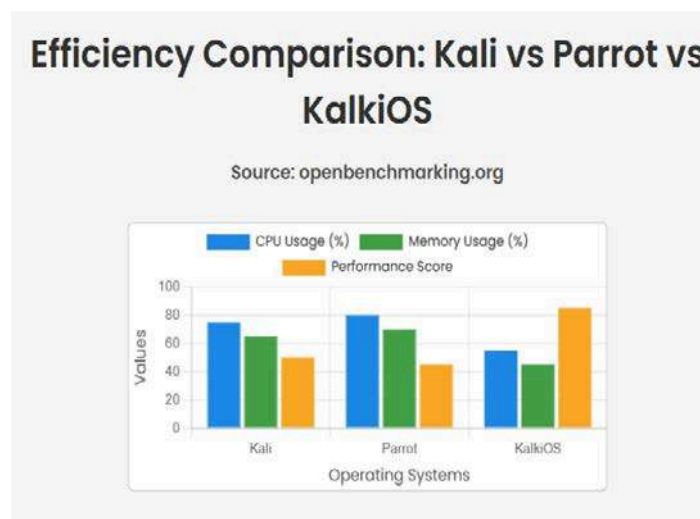 Efficiency Comparison: Kali vs Parrot vs
KalkiOS
Source: openbenchmarking.org
CPU Usage (%) Memory Usage (%)
Performance Score
100
80
60
40
20
0
Values
Kali Parrot KalkiOS
Operating Systems